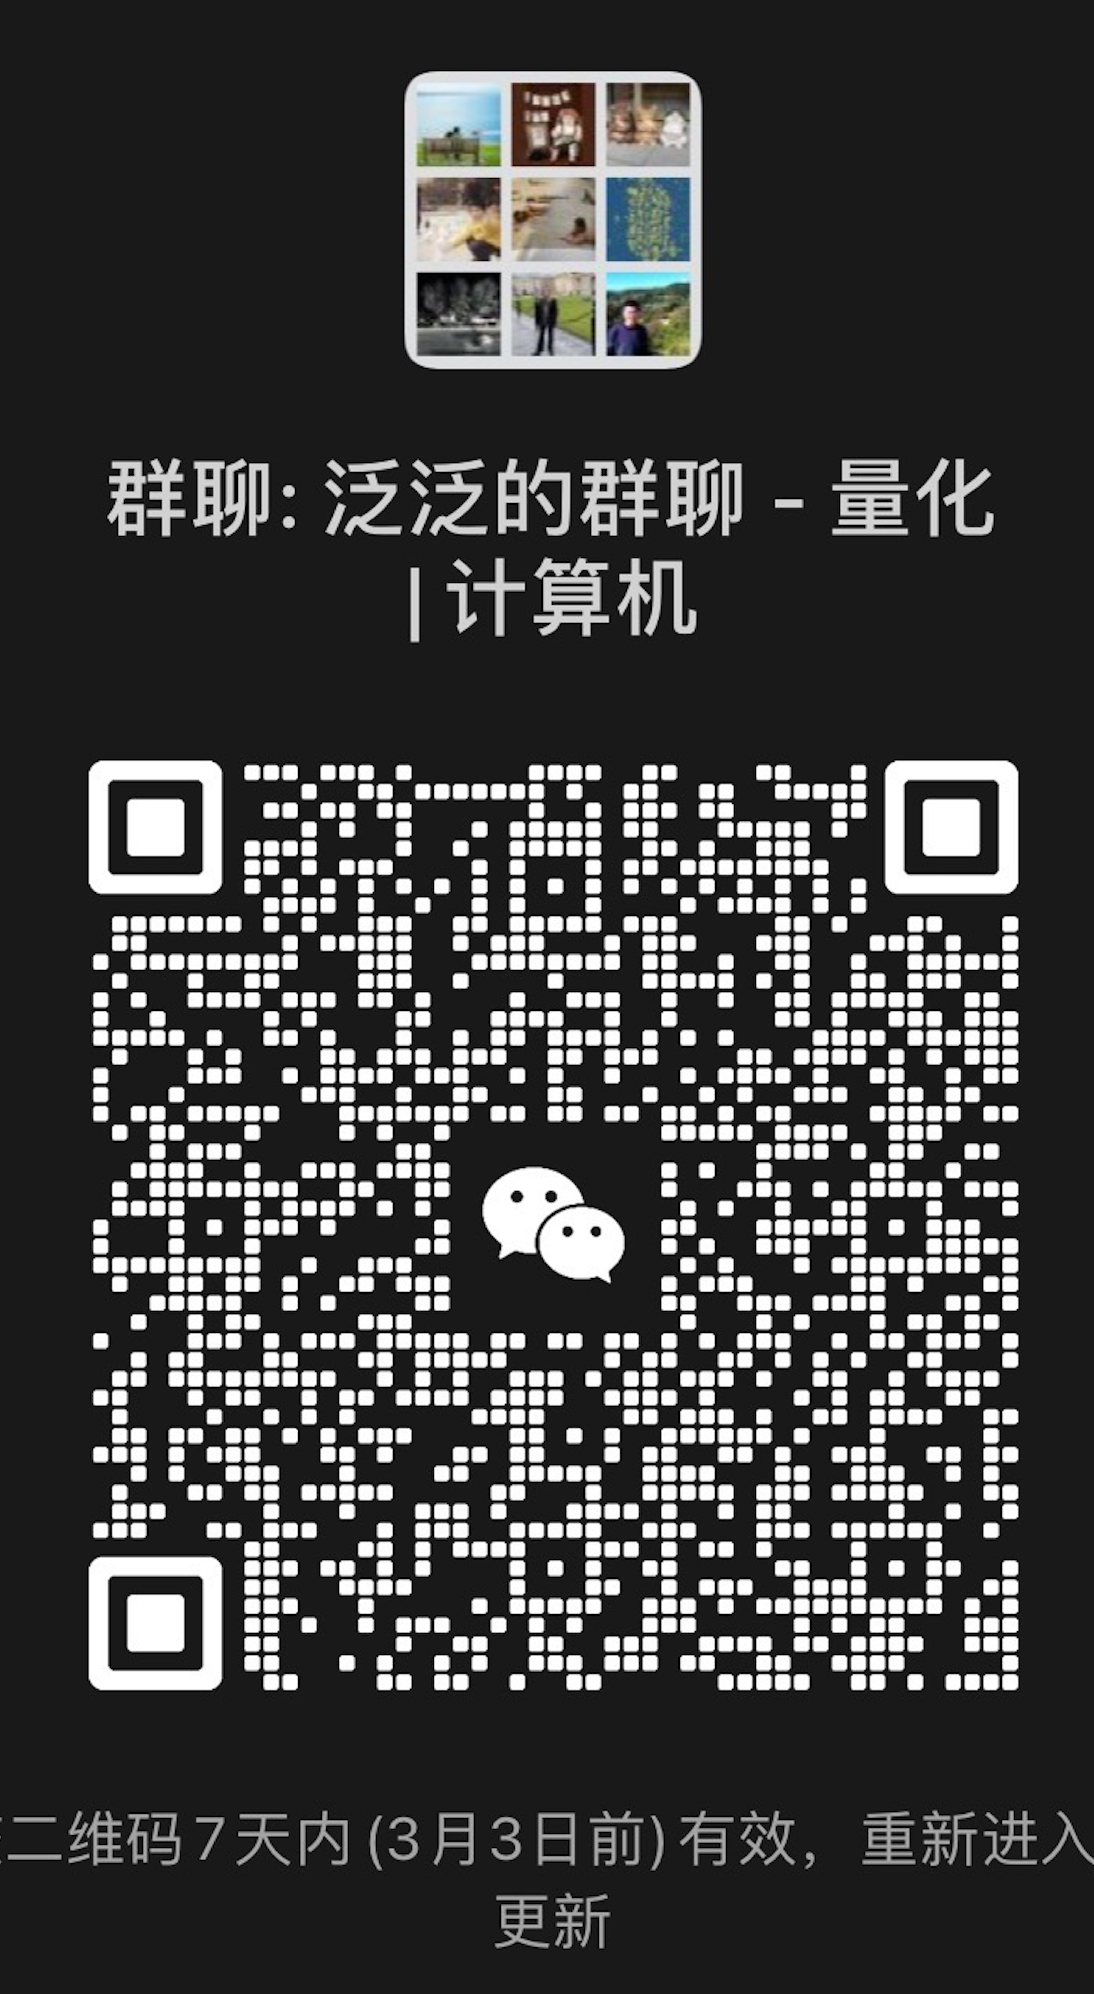 群聊: 泛泛的群聊 - 量化
| 计算机
二维码7天内(3月3日前)有效，重新进入
更新